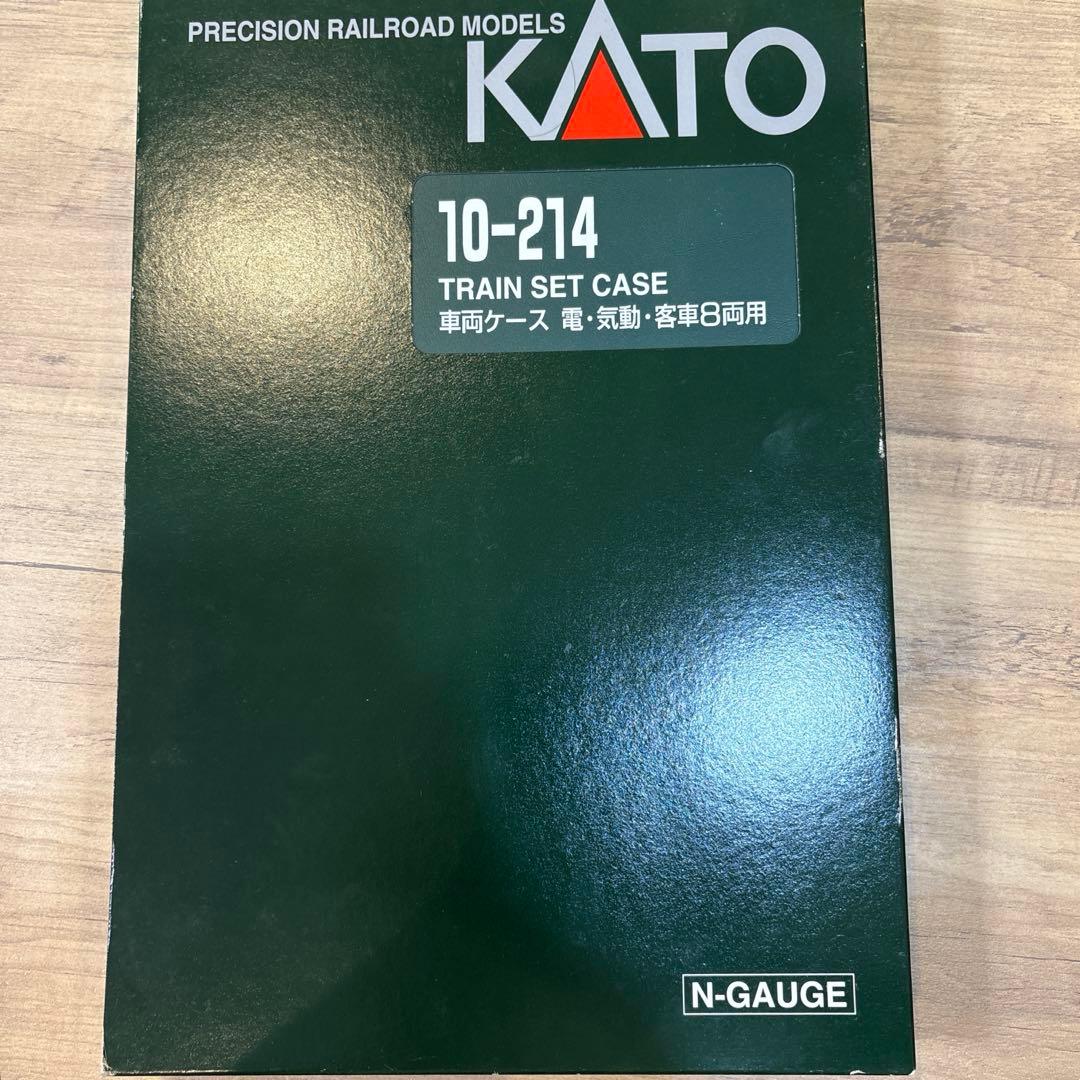 PRECISION RAILROAD MODELS
KATO
10-214
TRAIN SET CASE
車両ケース 電・気動・客車8両用
N-GAUGE